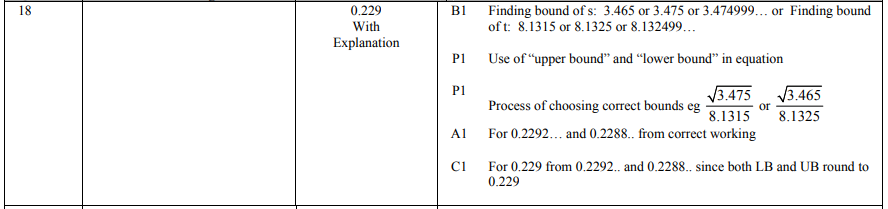 18
0.229
With
Explanation
B1 Finding bound of s: 3.465 or 3.475 or 3.474999… or Finding bound
of t: 8.1315 or 8.1325 or 8.132499…
P1 Use of “upper bound” and “lower bound” in equation
P1 Process of choosing correct bounds eg √3.475/8.1315 or √3.465/8.1325
A1 For 0.2292… and 0.2288.. from correct working
C1 For 0.229 from 0.2292.. and 0.2288.. since both LB and UB round to
0.229